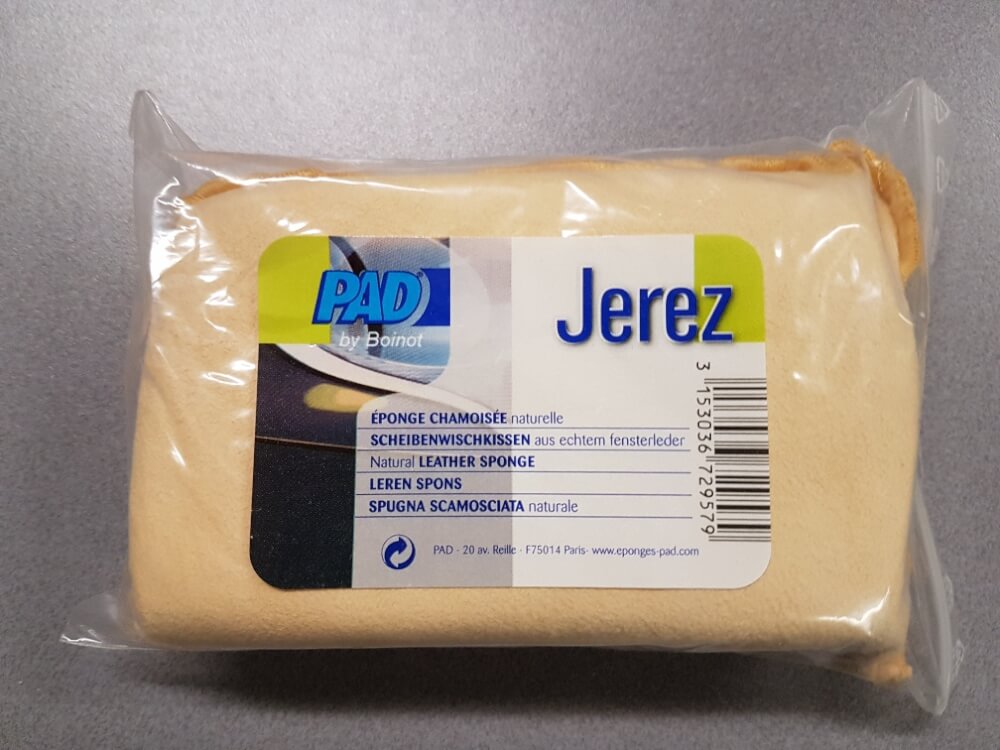 PAD®
by Boinot
Jerez
ÉPONGE CHAMOISÉE naturelle
SCHEIBENWISCHKISSEN aus echtem fensterleder
Natural LEATHER SPONGE
LEREN SPONS
SPUGNA SCAMOSCIATA naturale
PAD - 20 av. Reille - F75014 Paris- www.eponges-pad.com
3 153036 729579